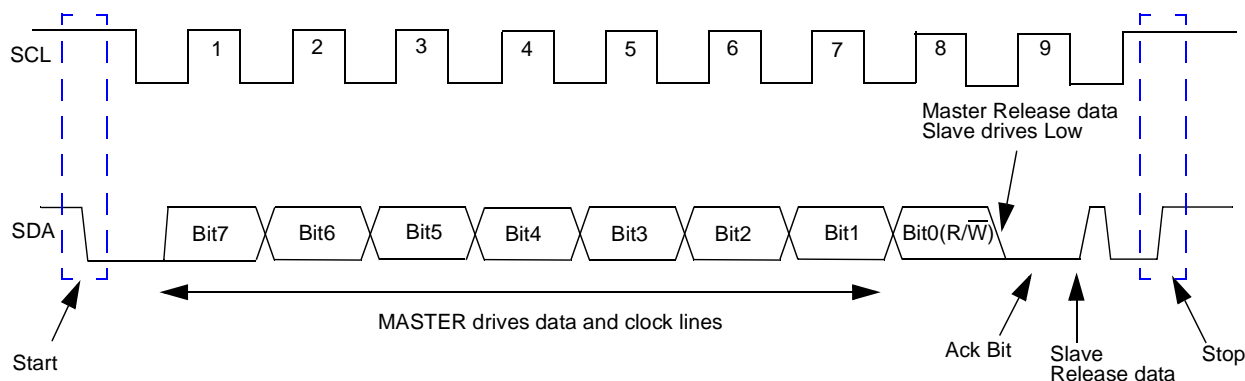 SCL
1 2 3 4 5 6 7 8 9
Master Release data
Slave drives Low
SDA
Bit7 Bit6 Bit5 Bit4 Bit3 Bit2 Bit1 Bit0(R/W̅)
MASTER drives data and clock lines
Start
Ack Bit
Slave
Release data
Stop